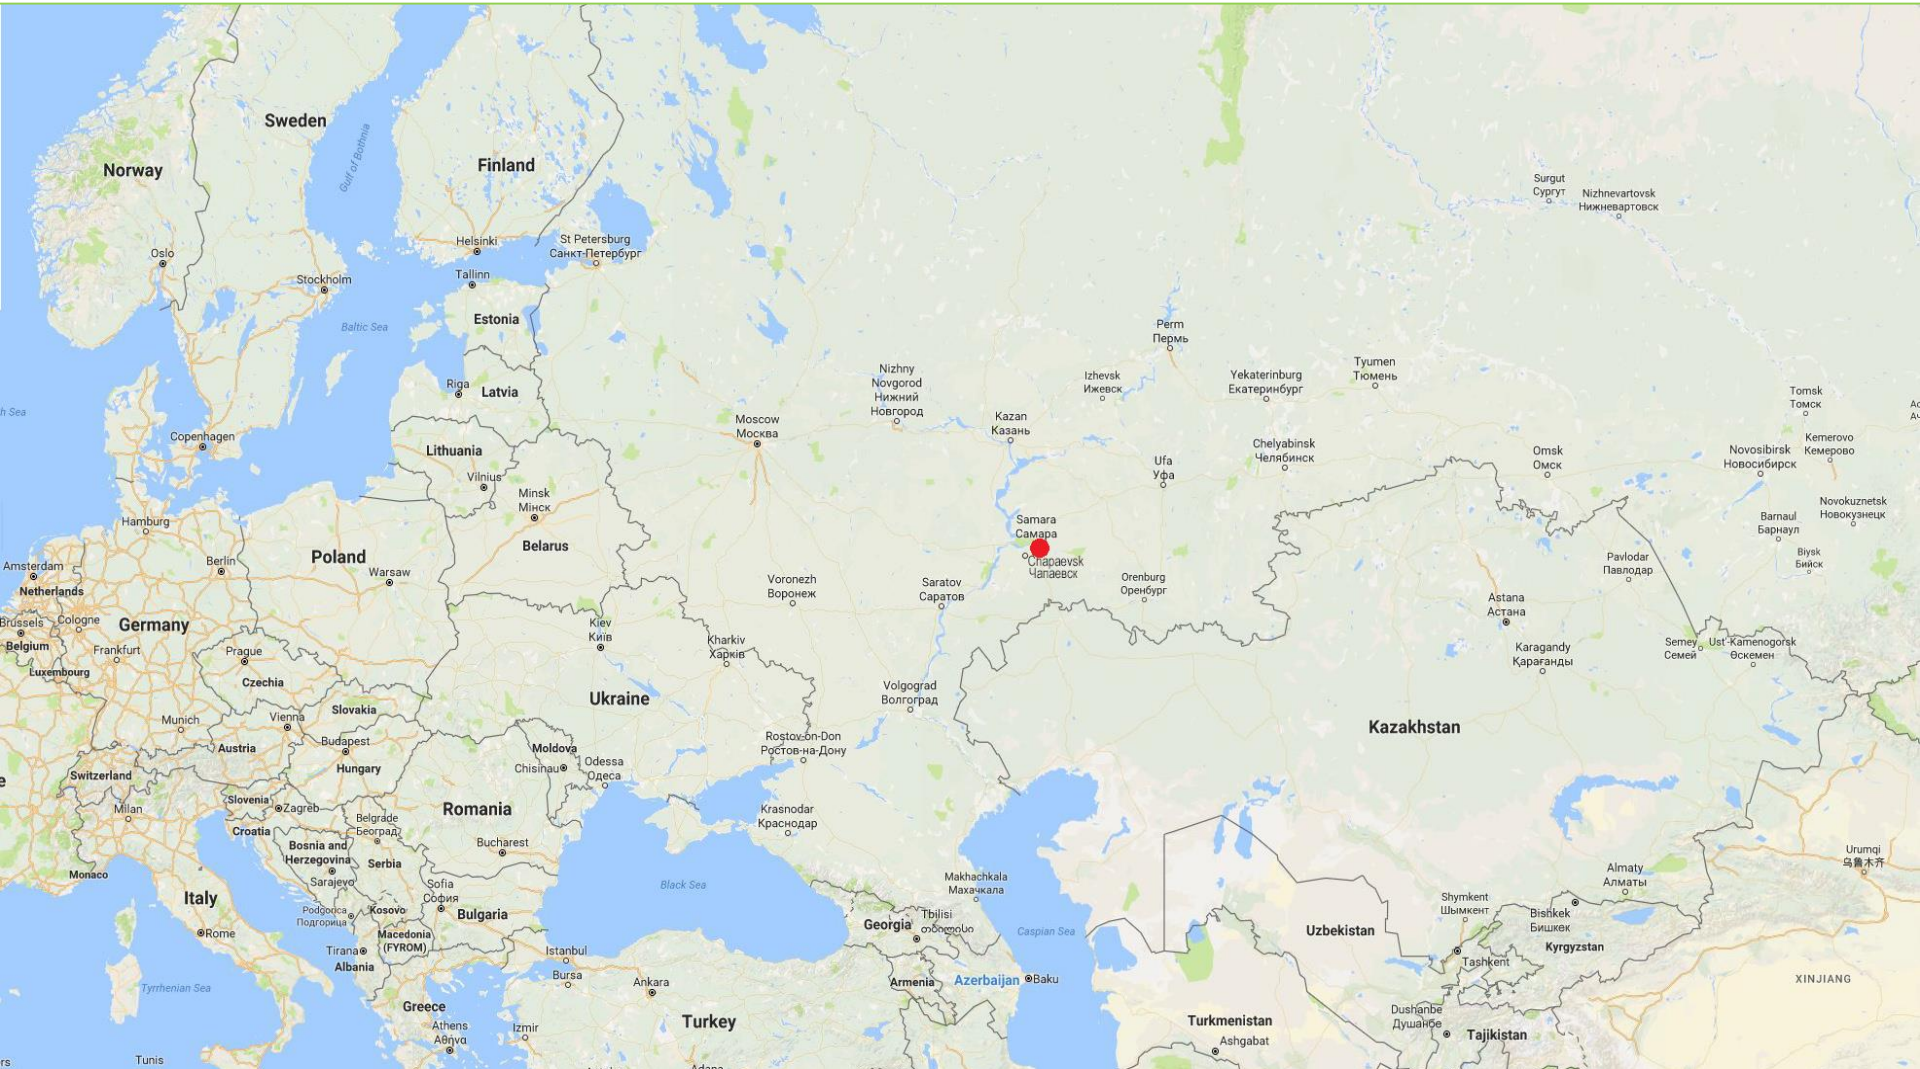 Sweden
Norway
Finland
Gulf of Bothnia
Surgut
Сургут
Nizhnevartovsk
Нижневартовск
Oslo
Helsinki
St Petersburg
Санкт-Петербург
Stockholm
Tallinn
Baltic Sea
Estonia
Perm
Пермь
Riga
Latvia
Nizhny
Novgorod
Нижний
Новгород
Izhevsk
Ижевск
Yekaterinburg
Екатеринбург
Tyumen
Тюмень
Tomsk
Томск
h Sea
Copenhagen
Moscow
Москва
Kazan
Казань
Lithuania
Vilnius
Ufa
Уфа
Chelyabinsk
Челябинск
Omsk
Омск
Novosibirsk
Новосибирск
Kemerovo
Кемерово
Minsk
Мінск
Hamburg
Samara
Самара
Novokuznetsk
Новокузнецк
Barnaul
Барнаул
Belarus
Poland
Berlin
Warsaw
Chapaevsk
Чапаевск
Pavlodar
Павлодар
Biysk
Бийск
Amsterdam
Netherlands
Voronezh
Воронеж
Saratov
Саратов
Orenburg
Оренбург
Astana
Астана
Brussels
Cologne
Germany
Belgium
Kiev
Київ
Kharkiv
Харків
Frankfurt
Prague
Luxembourg
Czechia
Karagandy
Қарағанды
Semey
Семей
Ust'-Kamenogorsk
Өскемен
Ukraine
Volgograd
Волгоград
Slovakia
Munich
Vienna
Kazakhstan
Austria
Budapest
Hungary
Moldova
Chisinau
Odessa
Одеса
Rostov-on-Don
Ростов-на-Дону
Switzerland
e
Milan
Slovenia
Zagreb
Romania
Croatia
Belgrade
Београд
Krasnodar
Краснодар
Bosnia and
Herzegovina
Serbia
Bucharest
Monaco
Sarajevo
Urumqi
乌鲁木齐
Italy
Sofia
София
Black Sea
Makhachkala
Махачкала
Almaty
Алматы
Shymkent
Шымкент
Bishkek
Бишкек
Podgorica
Подгорица
Kosovo
Bulgaria
Georgia
Tbilisi
თბილისი
Rome
Macedonia
(FYROM)
Caspian Sea
Uzbekistan
Kyrgyzstan
Tirana
Albania
Istanbul
Tashkent
Bursa
Ankara
Armenia
Azerbaijan
Baku
XINJIANG
Tyrrhenian Sea
Greece
Athens
Αθήνα
Izmir
Turkey
Turkmenistan
Ashgabat
Dushanbe
Душанбе
Tajikistan
Tunis
rs